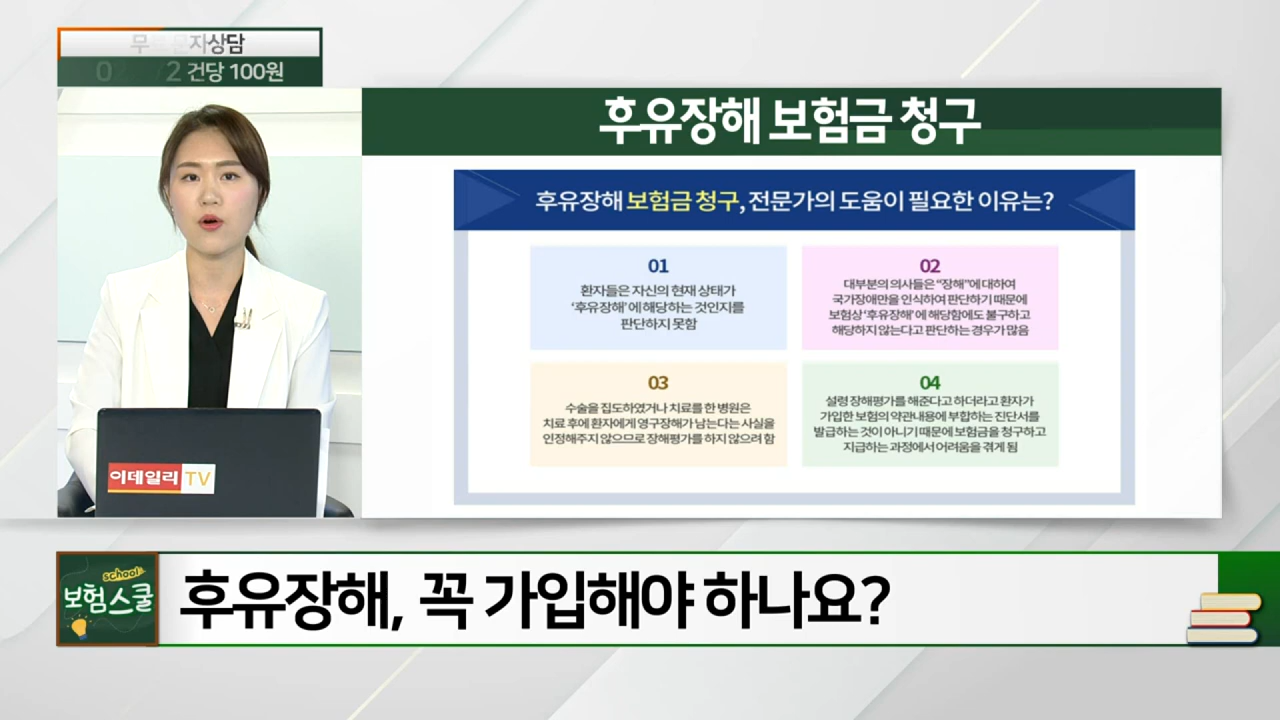 무료 문자상담
건당 100원
후유장해 보험금 청구
후유장해 보험금 청구, 전문가의 도움이 필요한 이유는?
01
환자들은 자신의 현재 상태가
‘후유장해’에 해당하는 것인지를
판단하지 못함
02
대부분의 의사들은 “장해”에 대하여
국가장애만을 인식하여 판단하기 때문에
보험상 ‘후유장해’에 해당함에도 불구하고
해당하지 않는다고 판단하는 경우가 많음
03
수술을 집도하였거나 치료를 한 병원은
치료 후에 환자에게 영구장해가 남는다는 사실을
인정해주지 않으므로 장해평가를 하지 않으려 함
04
설령 장해평가를 해준다고 하더라고 환자가
가입한 보험의 약관내용에 부합하는 진단서를
발급하는 것이 아니기 때문에 보험금을 청구하고
지급하는 과정에서 어려움을 겪게 됨
이데일리 TV
school
보험스쿨
후유장해, 꼭 가입해야 하나요?